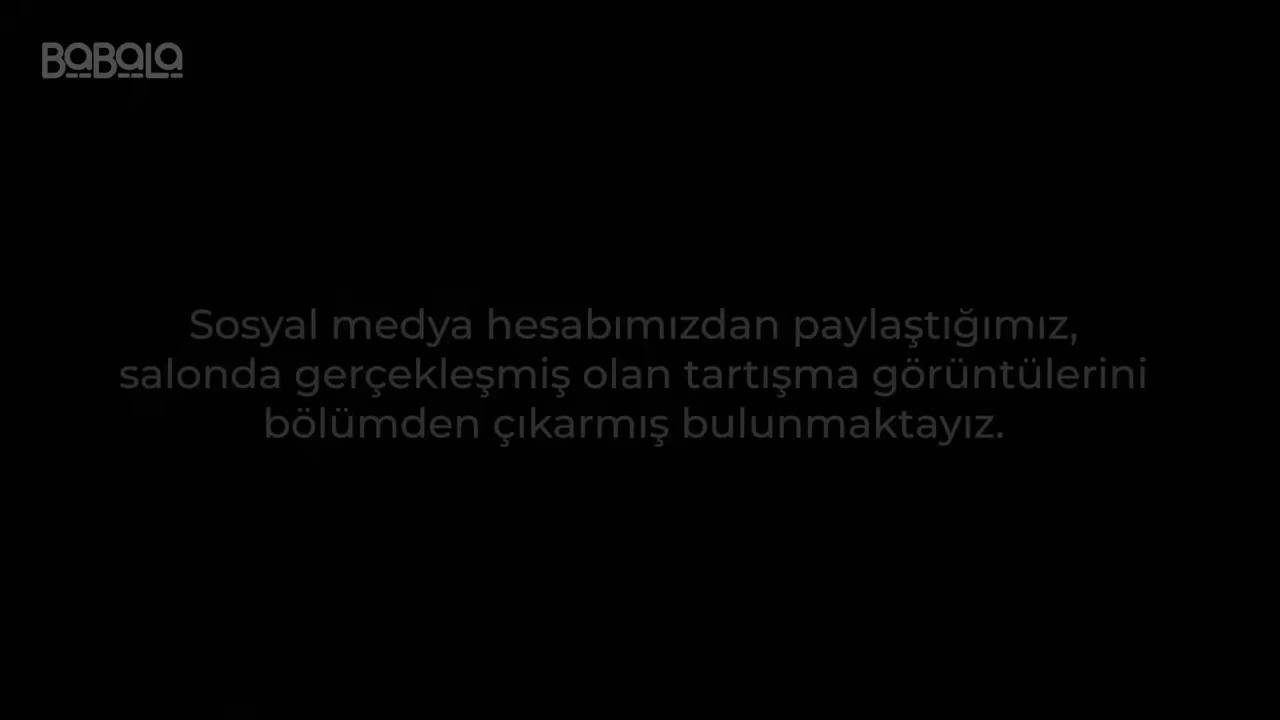 BaBaLa
Sosyal medya hesabımızdan paylaştığımız,
salonda gerçekleşmiş olan tartışma görüntülerini
bölümden çıkarmış bulunmaktayız.